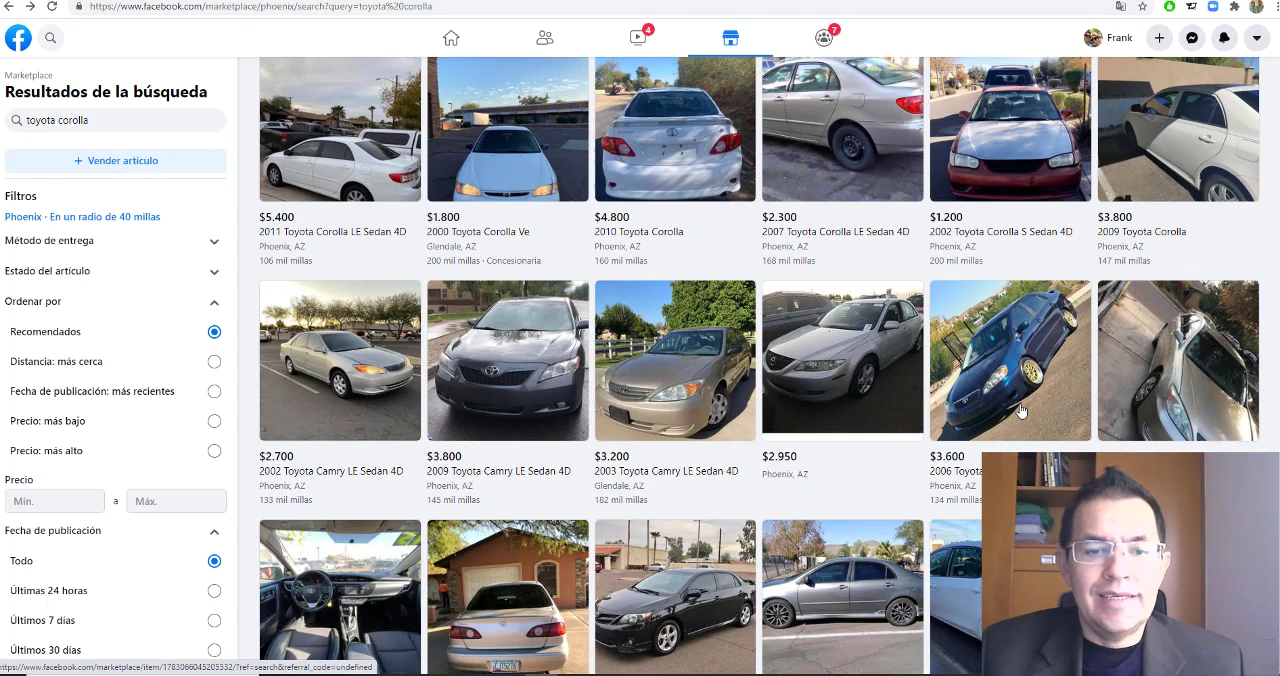 https://www.facebook.com/marketplace/phoenix/search?query=toyota%20corolla
4
7
Frank
Marketplace
Resultados de la búsqueda
toyota corolla
+ Vender artículo
Filtros
Phoenix · En un radio de 40 millas
Método de entrega
Estado del artículo
Ordenar por
Recomendados
Distancia: más cerca
Fecha de publicación: más recientes
Precio: más bajo
Precio: más alto
Precio
Mín.
a
Máx.
Fecha de publicación
Todo
Últimas 24 horas
Últimos 7 días
Últimos 30 días
$5.400
2011 Toyota Corolla LE Sedan 4D
Phoenix, AZ
106 mil millas
$1.800
2000 Toyota Corolla Ve
Glendale, AZ
200 mil millas · Concesionaria
$4.800
2010 Toyota Corolla
Phoenix, AZ
160 mil millas
$2.300
2007 Toyota Corolla LE Sedan 4D
Phoenix, AZ
168 mil millas
$1.200
2002 Toyota Corolla S Sedan 4D
Phoenix, AZ
200 mil millas
$3.800
2009 Toyota Corolla
Phoenix, AZ
147 mil millas
$2.700
2002 Toyota Camry LE Sedan 4D
Phoenix, AZ
133 mil millas
$3.800
2009 Toyota Camry LE Sedan 4D
Phoenix, AZ
145 mil millas
$3.200
2003 Toyota Camry LE Sedan 4D
Glendale, AZ
182 mil millas
$2.950
Phoenix, AZ
$3.600
2006 Toyota
Phoenix, AZ
134 mil millas
https://www.facebook.com/marketplace/item/1783066045205532/?ref=search&referral_code=undefined